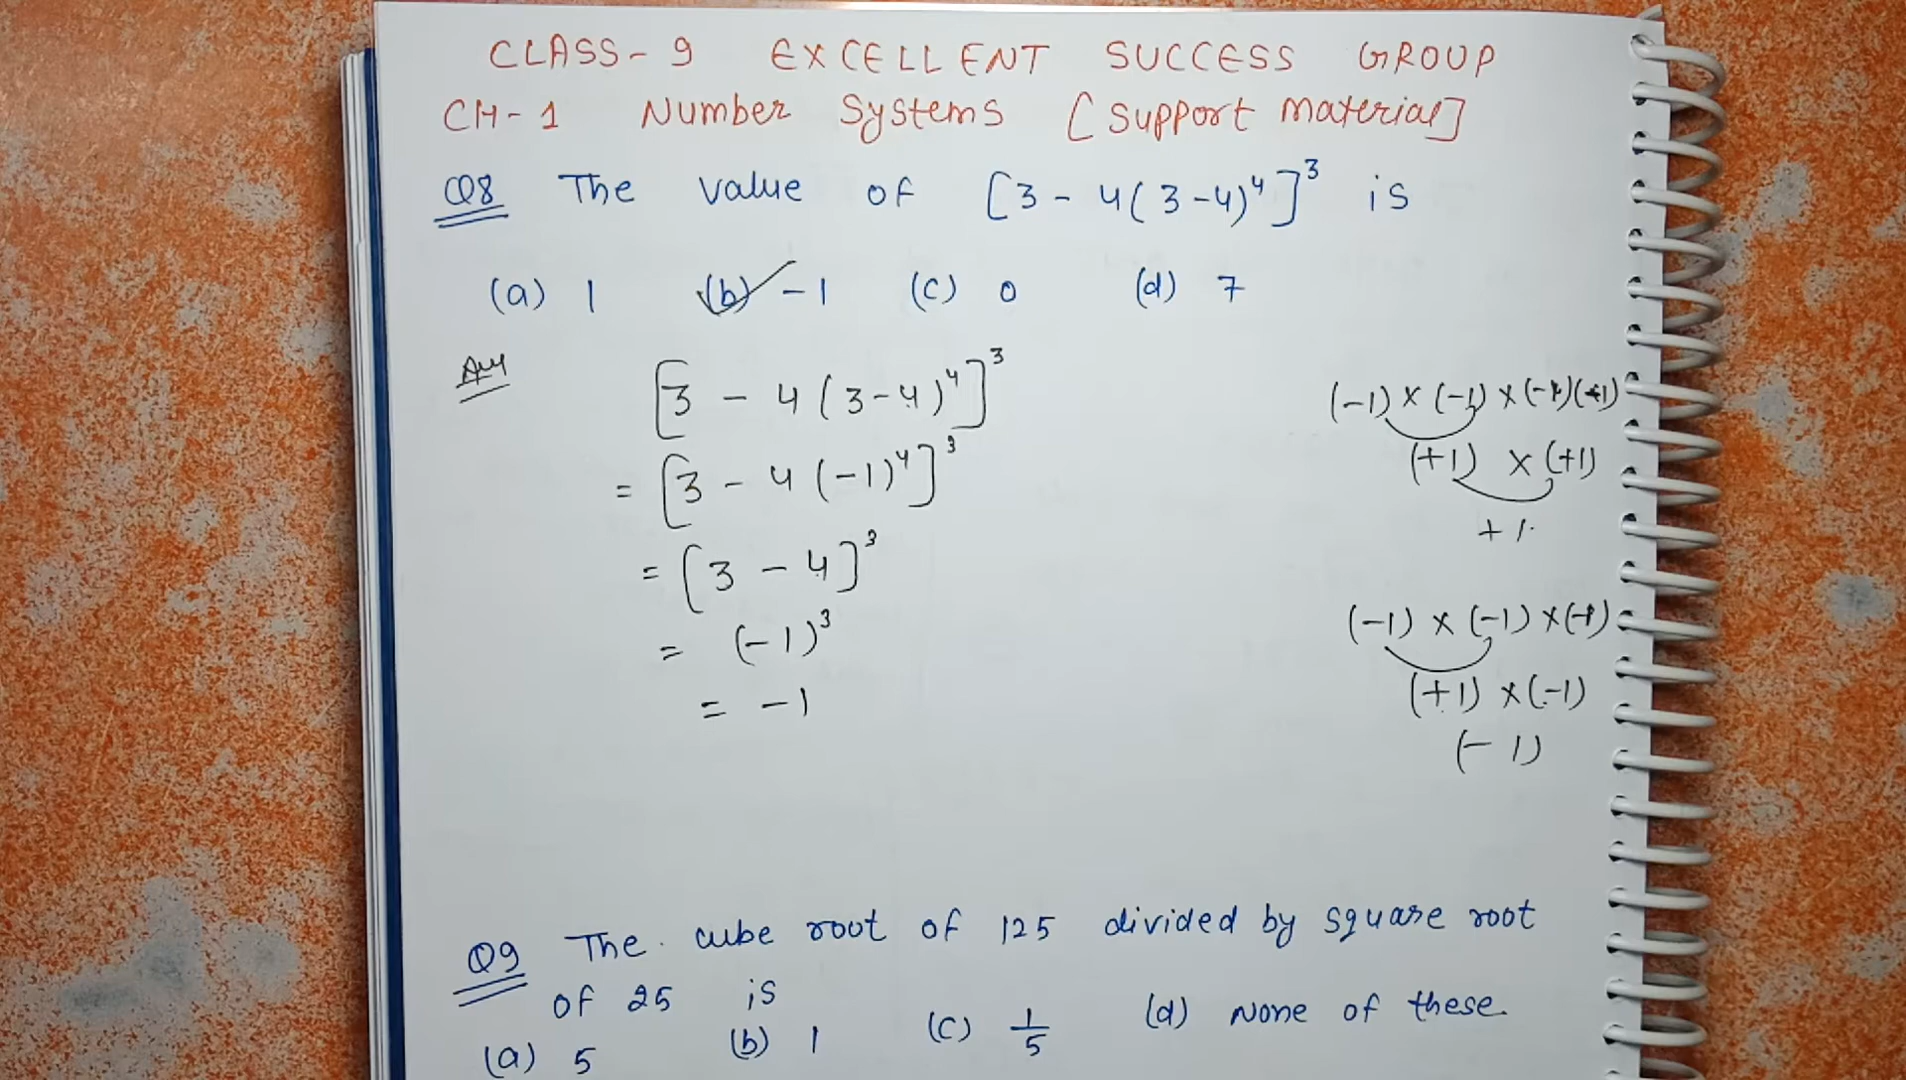 CLASS- 9 EXCELLENT SUCCESS GROUP
CH- 1 Number Systems [Support Material]
Q8 The value of [3 - 4(3-4)⁴]³ is
(a) 1 (b) -1 (c) 0 (d) 7
Ans
[3 - 4(3-4)⁴]³
= [3 - 4(-1)⁴]³
= [3 - 4]³
= (-1)³
= -1
(-1) × (-1) × (-1)(-1)
(+1) × (+1)
+1
(-1) × (-1) × (-1)
(+1) × (-1)
(-1)
Q9 The cube root of 125 divided by square root
of 25 is
(a) 5 (b) 1 (c) 1/5 (d) None of these